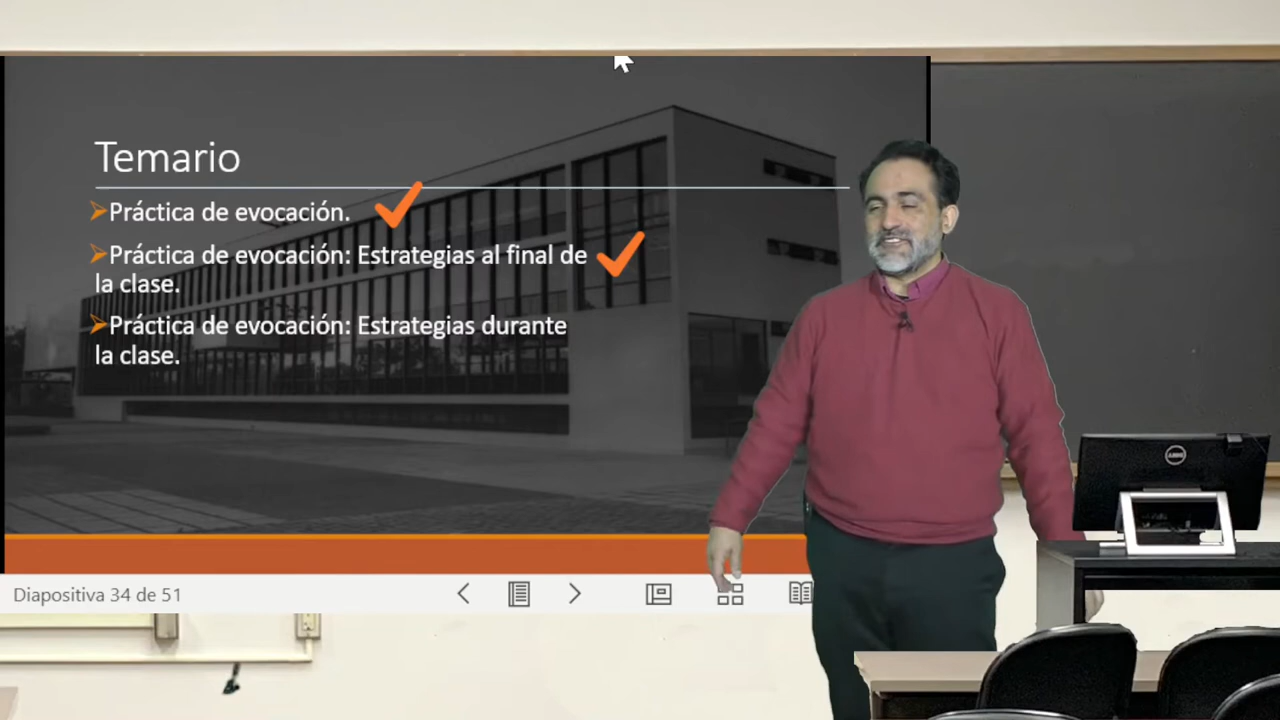 Temario
Práctica de evocación.
Práctica de evocación: Estrategias al final de
la clase.
Práctica de evocación: Estrategias durante
la clase.
Diapositiva 34 de 51
DELL